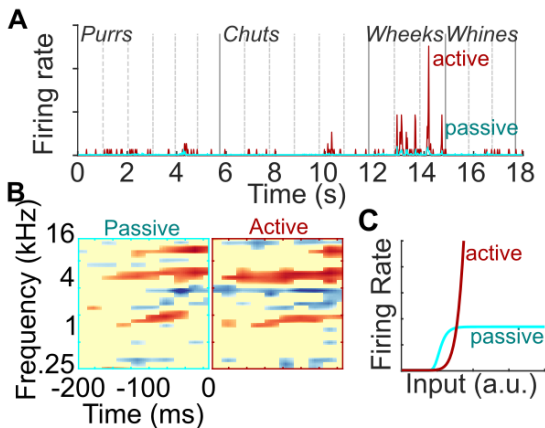 A
Purrs Chuts Wheeks Whines
active
passive
Firing rate
0 2 4 6 8 10 12 14 16 18
Time (s)
B
Passive Active
Frequency (kHz)
16
4
1
.25
-200 -100 0
Time (ms)
C
active
passive
Firing Rate
Input (a.u.)